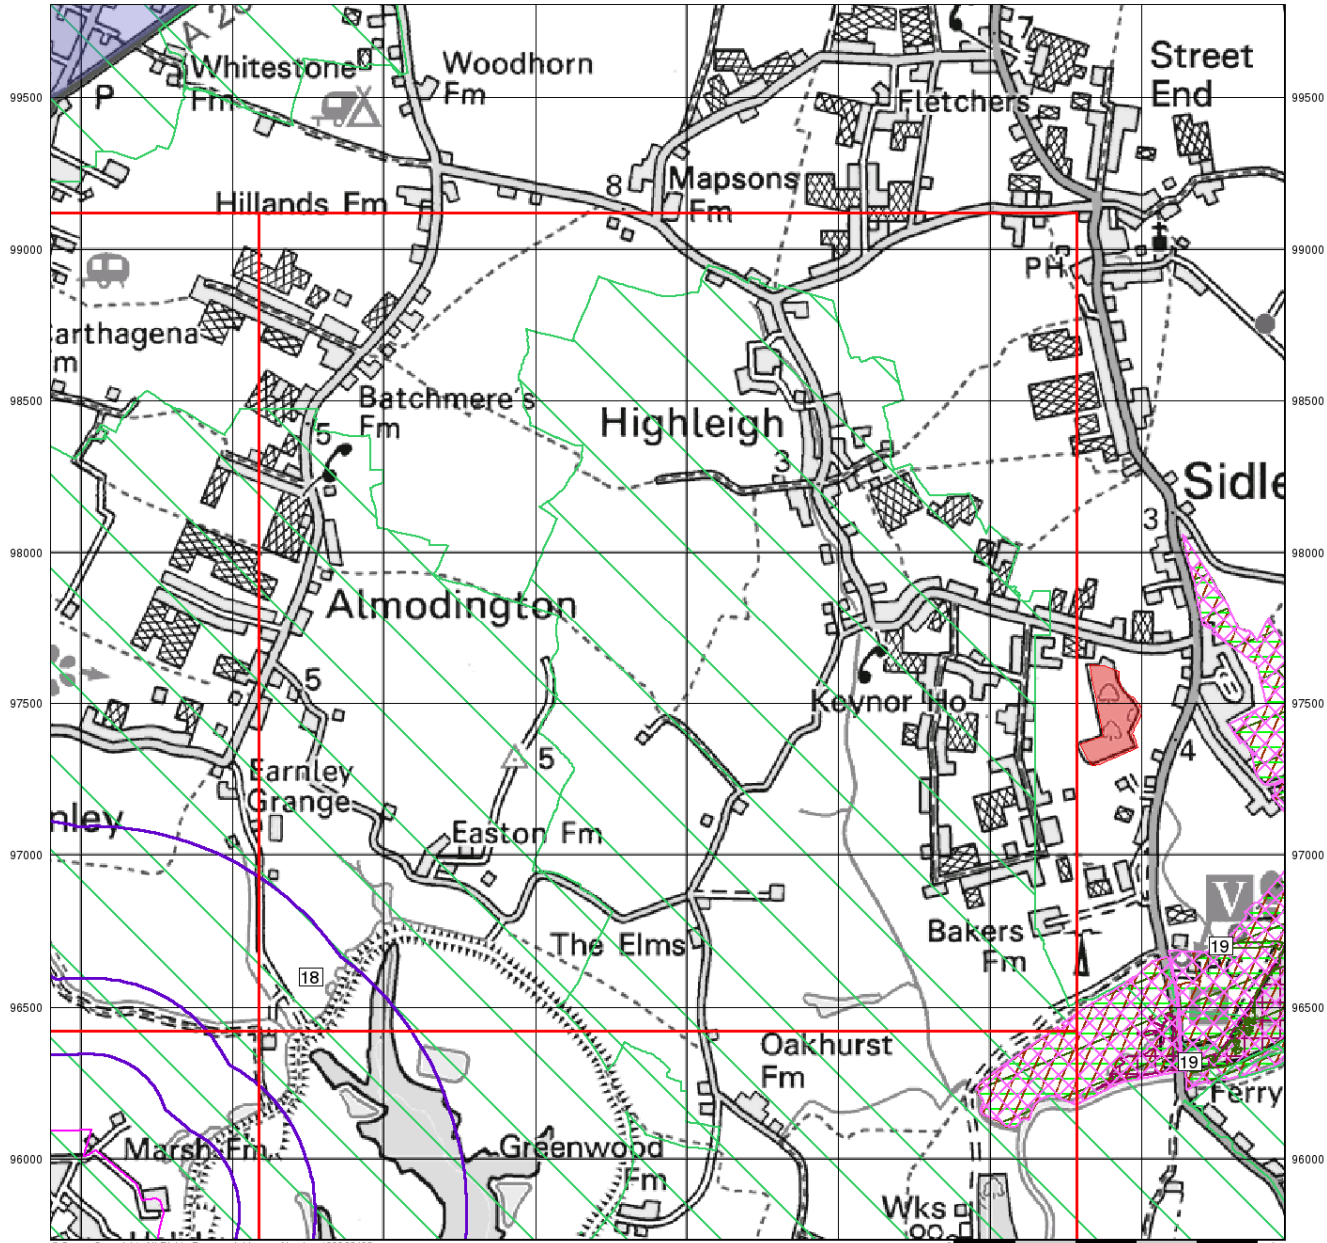 A 28
Whitestone
Fm
P
Woodhorn
Fm
7
Street
End
Fletchers
99500
99500
Hillands Fm
8
Mapsons
Fm
99000
99000
PH
arthagena
m
Batchmere's
Fm
98500
98500
5
Highleigh
3
Sidle
3
98000
98000
Almodington
5
97500
97500
Keynor Ho
5
4
Earnley
Grange
nley
Easton Fm
97000
97000
V
The Elms
Bakers
Fm
19
18
96500
96500
Oakhurst
Fm
19
Ferry
Marsh Fm
Greenwood
Fm
96000
96000
Wks